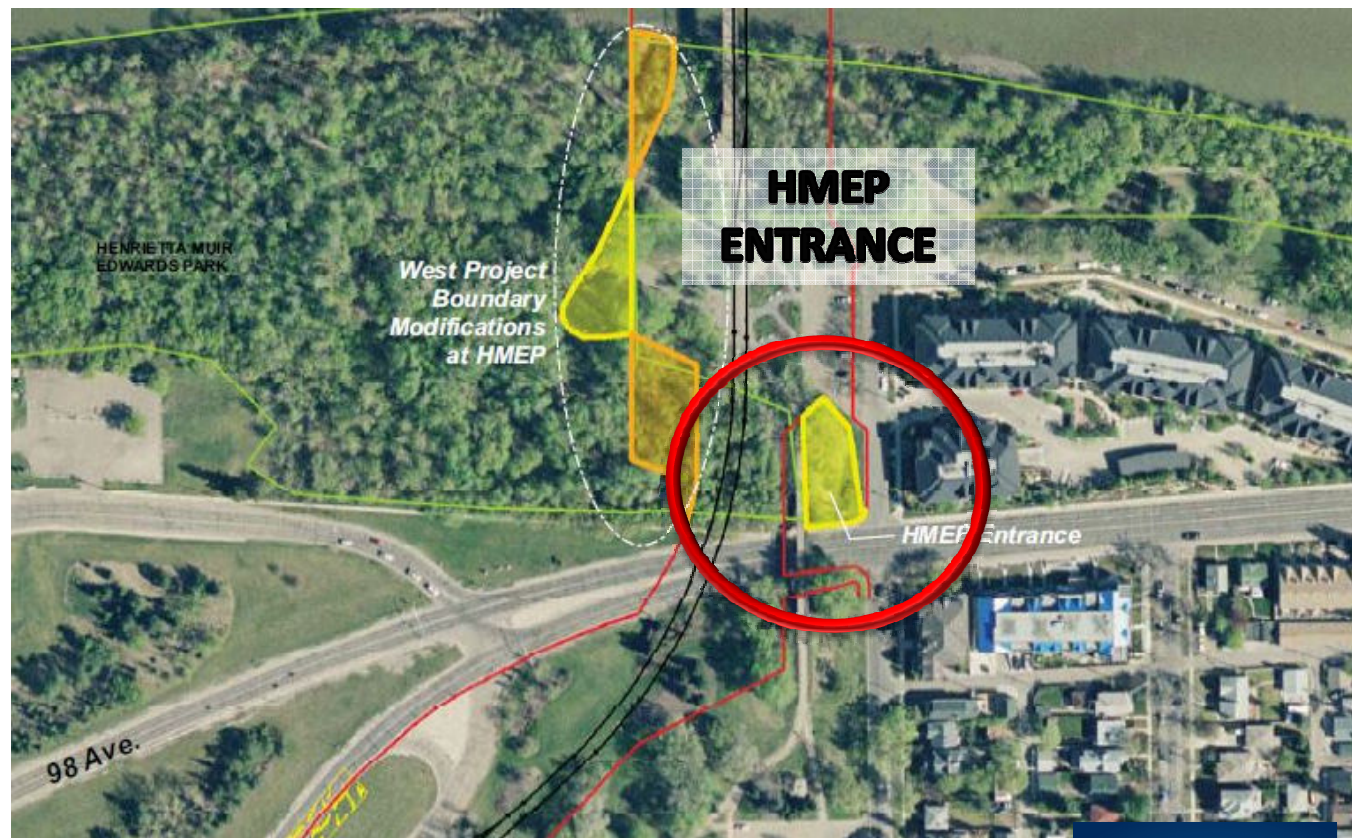 HMEP
ENTRANCE
HENRIETTA MUIR
EDWARDS PARK
West Project
Boundary
Modifications
at HMEP
HMEP Entrance
98 Ave.